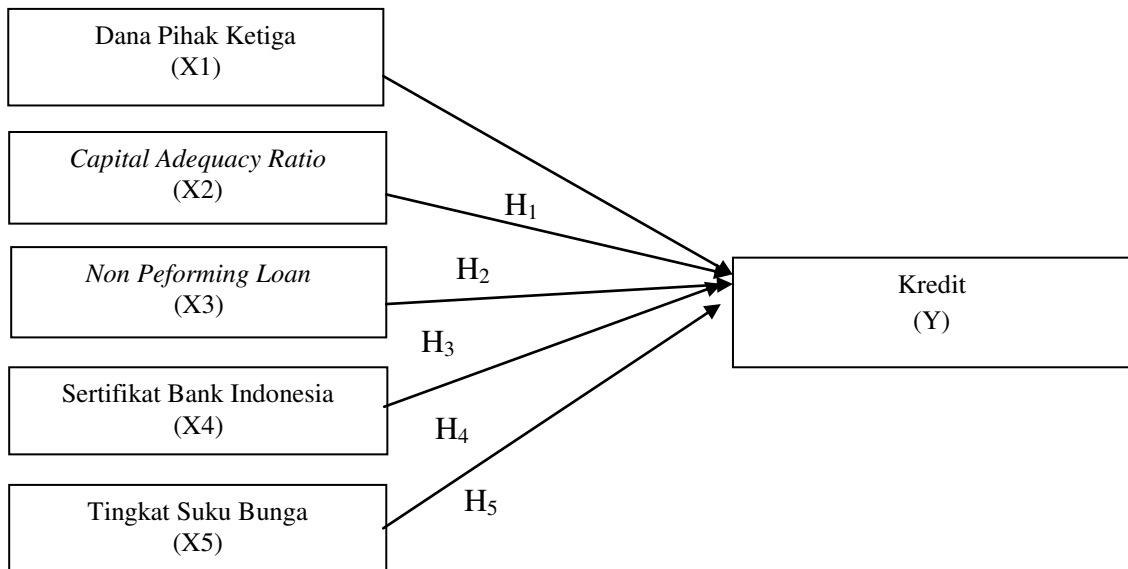 Dana Pihak Ketiga
(X1)
Capital Adequacy Ratio
(X2)
H₁
Non Peforming Loan
(X3)
H₂
Kredit
(Y)
H₃
Sertifikat Bank Indonesia
(X4)
H₄
Tingkat Suku Bunga
(X5)
H₅